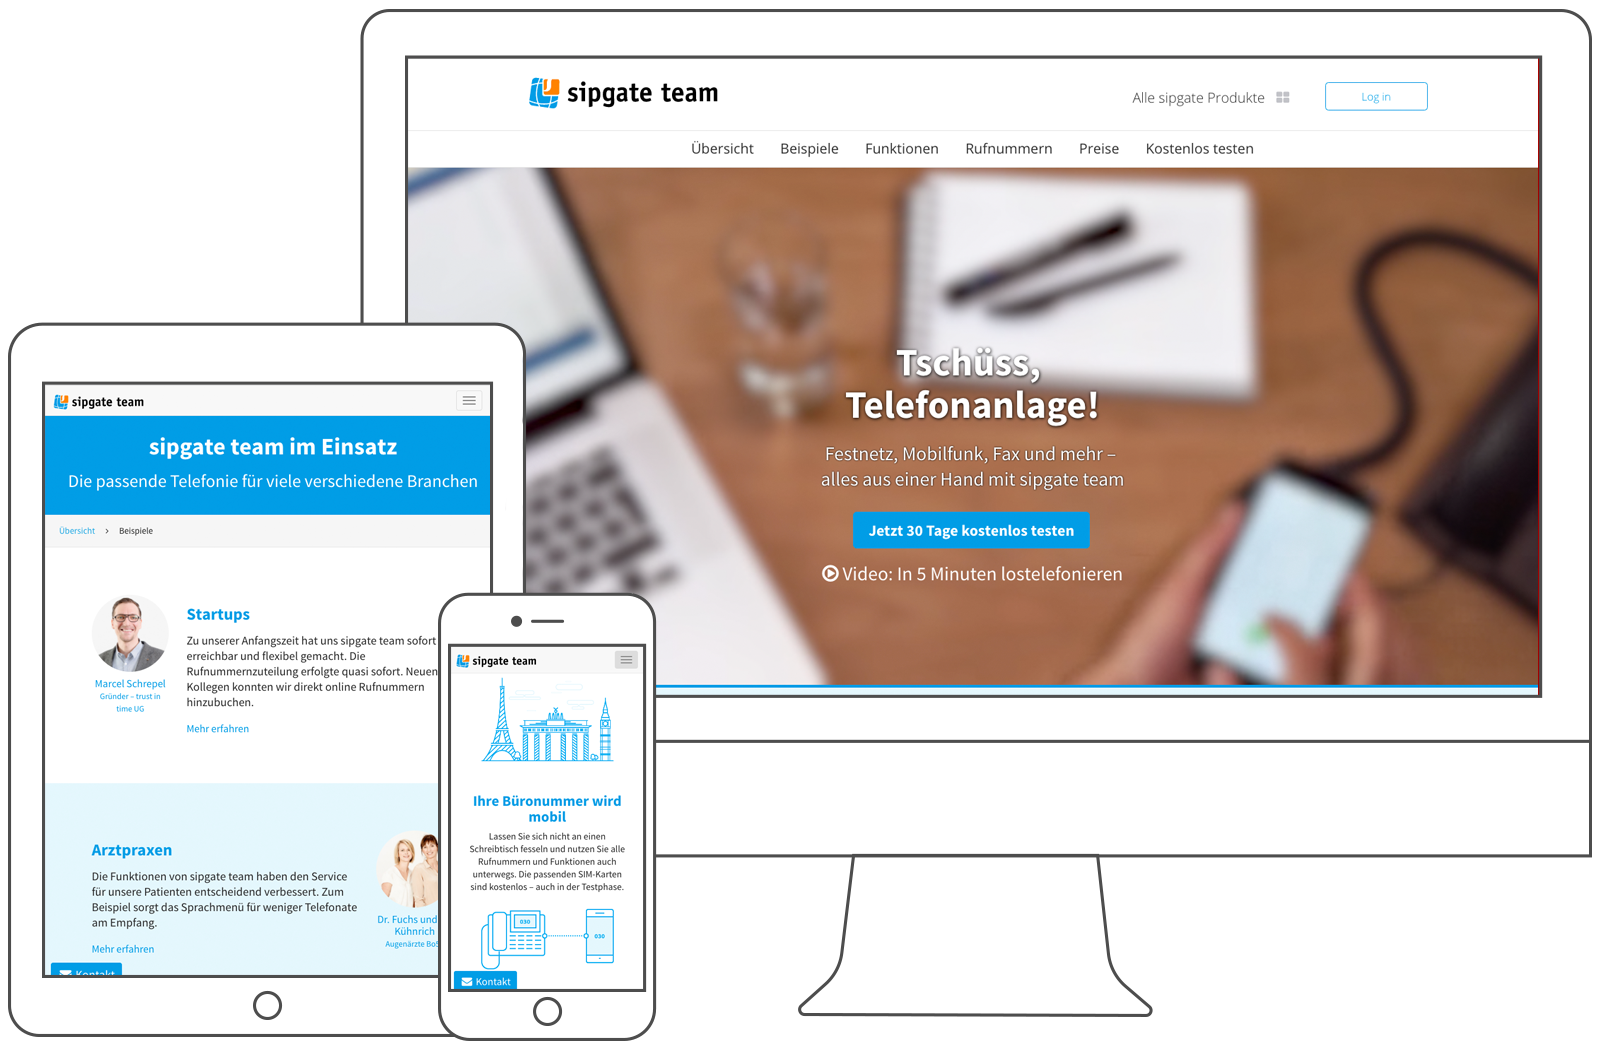 sipgate team
Alle sipgate Produkte
Log in
Übersicht Beispiele Funktionen Rufnummern Preise Kostenlos testen
Tschüss,
Telefonanlage!
Festnetz, Mobilfunk, Fax und mehr –
alles aus einer Hand mit sipgate team
Jetzt 30 Tage kostenlos testen
Video: In 5 Minuten lostelefonieren
sipgate team
sipgate team im Einsatz
Die passende Telefonie für viele verschiedene Branchen
Übersicht > Beispiele
Marcel Schrepel
Gründer – trust in
time UG
Startups
Zu unserer Anfangszeit hat uns sipgate team sofort
erreichbar und flexibel gemacht. Die
Rufnummernzuteilung erfolgte quasi sofort. Neuen
Kollegen konnten wir direkt online Rufnummern
hinzubuchen.
Mehr erfahren
Arztpraxen
Die Funktionen von sipgate team haben den Service
für unsere Patienten entscheidend verbessert. Zum
Beispiel sorgt das Sprachmenü für weniger Telefonate
am Empfang.
Mehr erfahren
Dr. Fuchs und
Kühnrich
Augenärzte
Kontakt
sipgate team
Ihre Büronummer wird
mobil
Lassen Sie sich nicht an einen
Schreibtisch fesseln und nutzen Sie alle
Rufnummern und Funktionen auch
unterwegs. Die passenden SIM-Karten
sind kostenlos – auch in der Testphase.
030
030
Kontakt